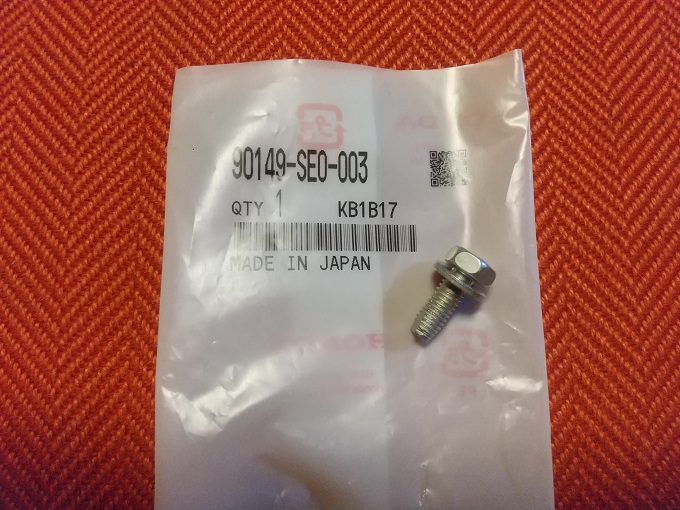 90149-SE0-003
QTY 1 KB1B17
MADE IN JAPAN